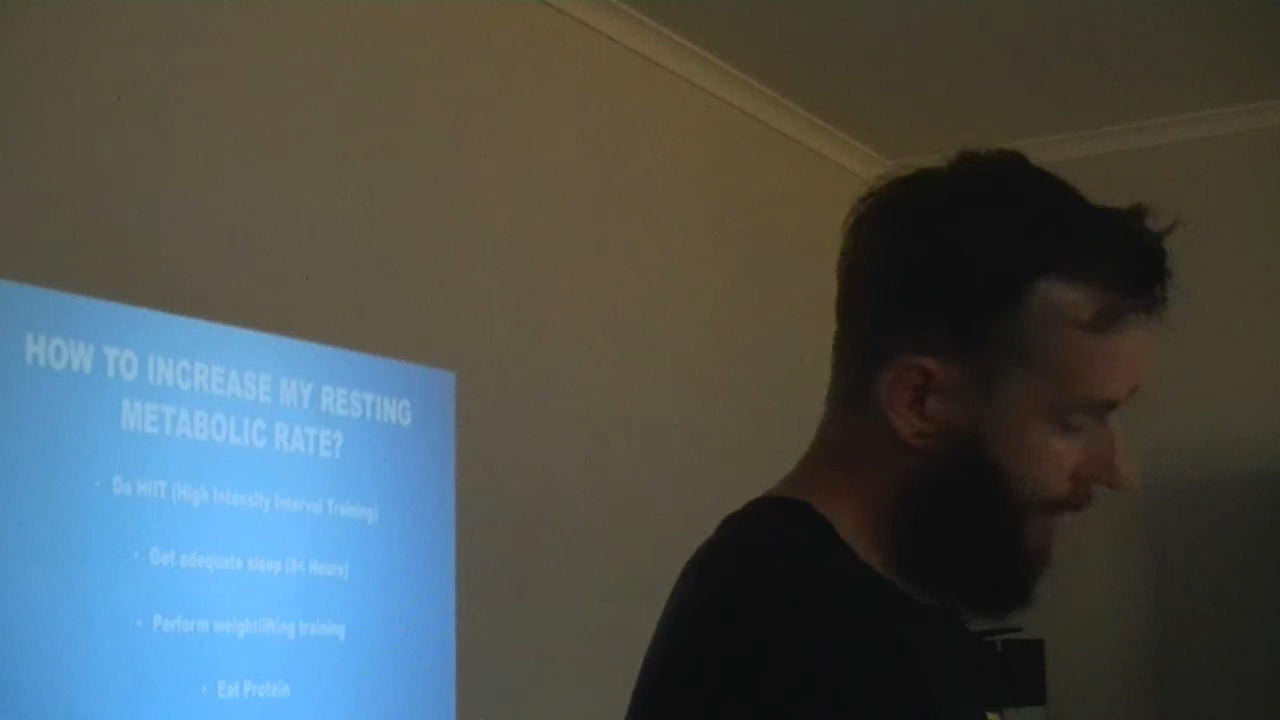 HOW TO INCREASE MY RESTING
METABOLIC RATE?
• Do HIIT (High Intensity Interval Training)
• Get adequate sleep (8< Hours)
• Perform weightlifting training
• Eat Protein